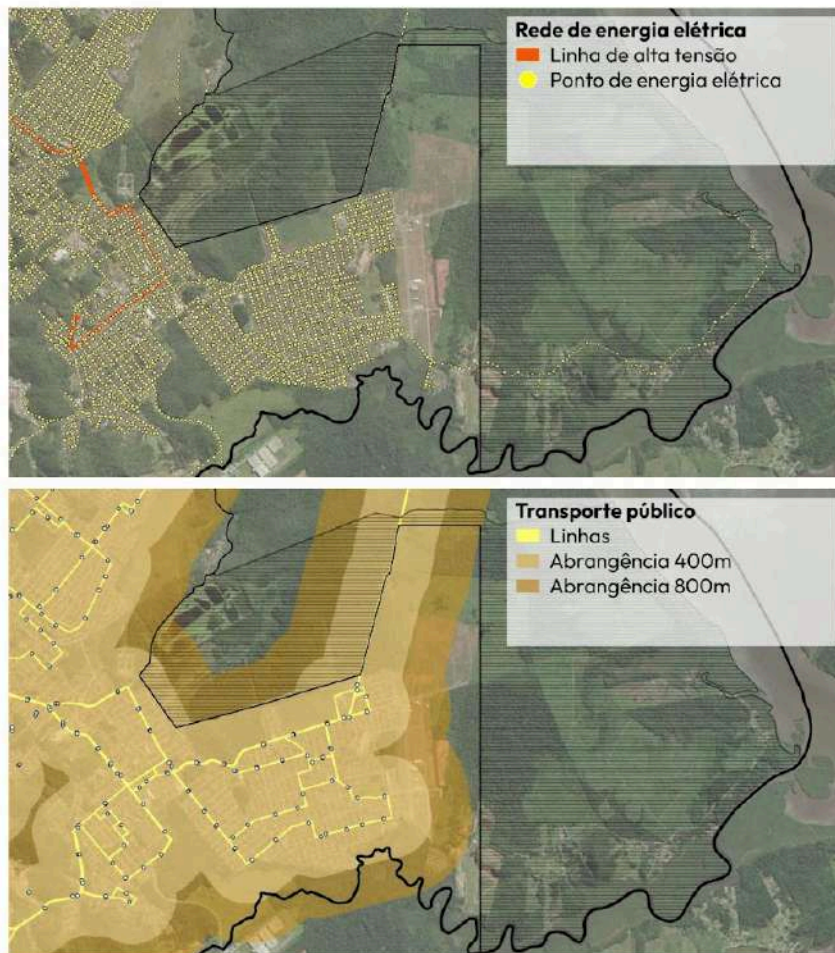 Rede de energia elétrica
Linha de alta tensão
Ponto de energia elétrica
Transporte público
Linhas
Abrangência 400m
Abrangência 800m